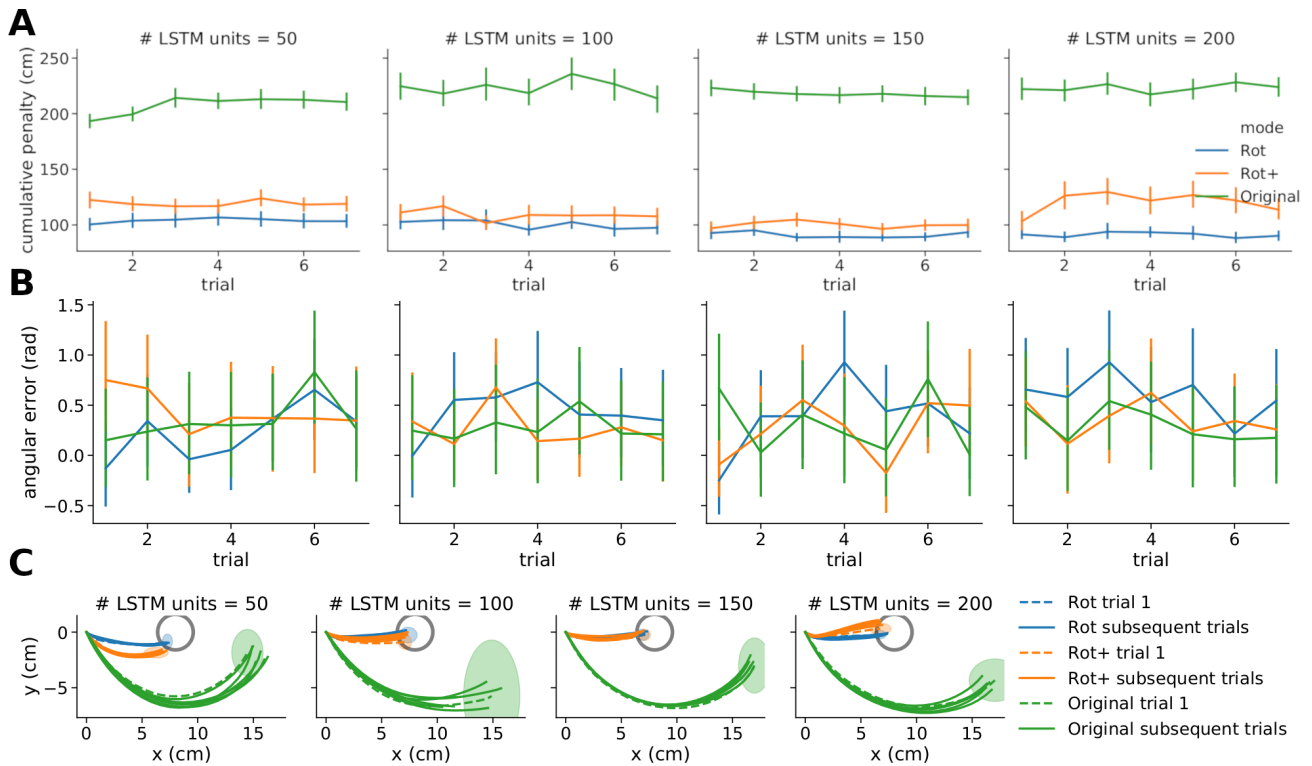 A
# LSTM units = 50
# LSTM units = 100
# LSTM units = 150
# LSTM units = 200
cumulative penalty (cm)
250
200
150
100
2 4 6
trial
2 4 6
trial
2 4 6
trial
2 4 6
trial
mode
Rot
Rot+
Original
B
angular error (rad)
1.5
1.0
0.5
0.0
−0.5
2 4 6
trial
2 4 6
trial
2 4 6
trial
2 4 6
trial
C
# LSTM units = 50
# LSTM units = 100
# LSTM units = 150
# LSTM units = 200
y (cm)
0
−5
0 5 10 15
x (cm)
0 5 10 15
x (cm)
0 5 10 15
x (cm)
0 5 10 15
x (cm)
Rot trial 1
Rot subsequent trials
Rot+ trial 1
Rot+ subsequent trials
Original trial 1
Original subsequent trials